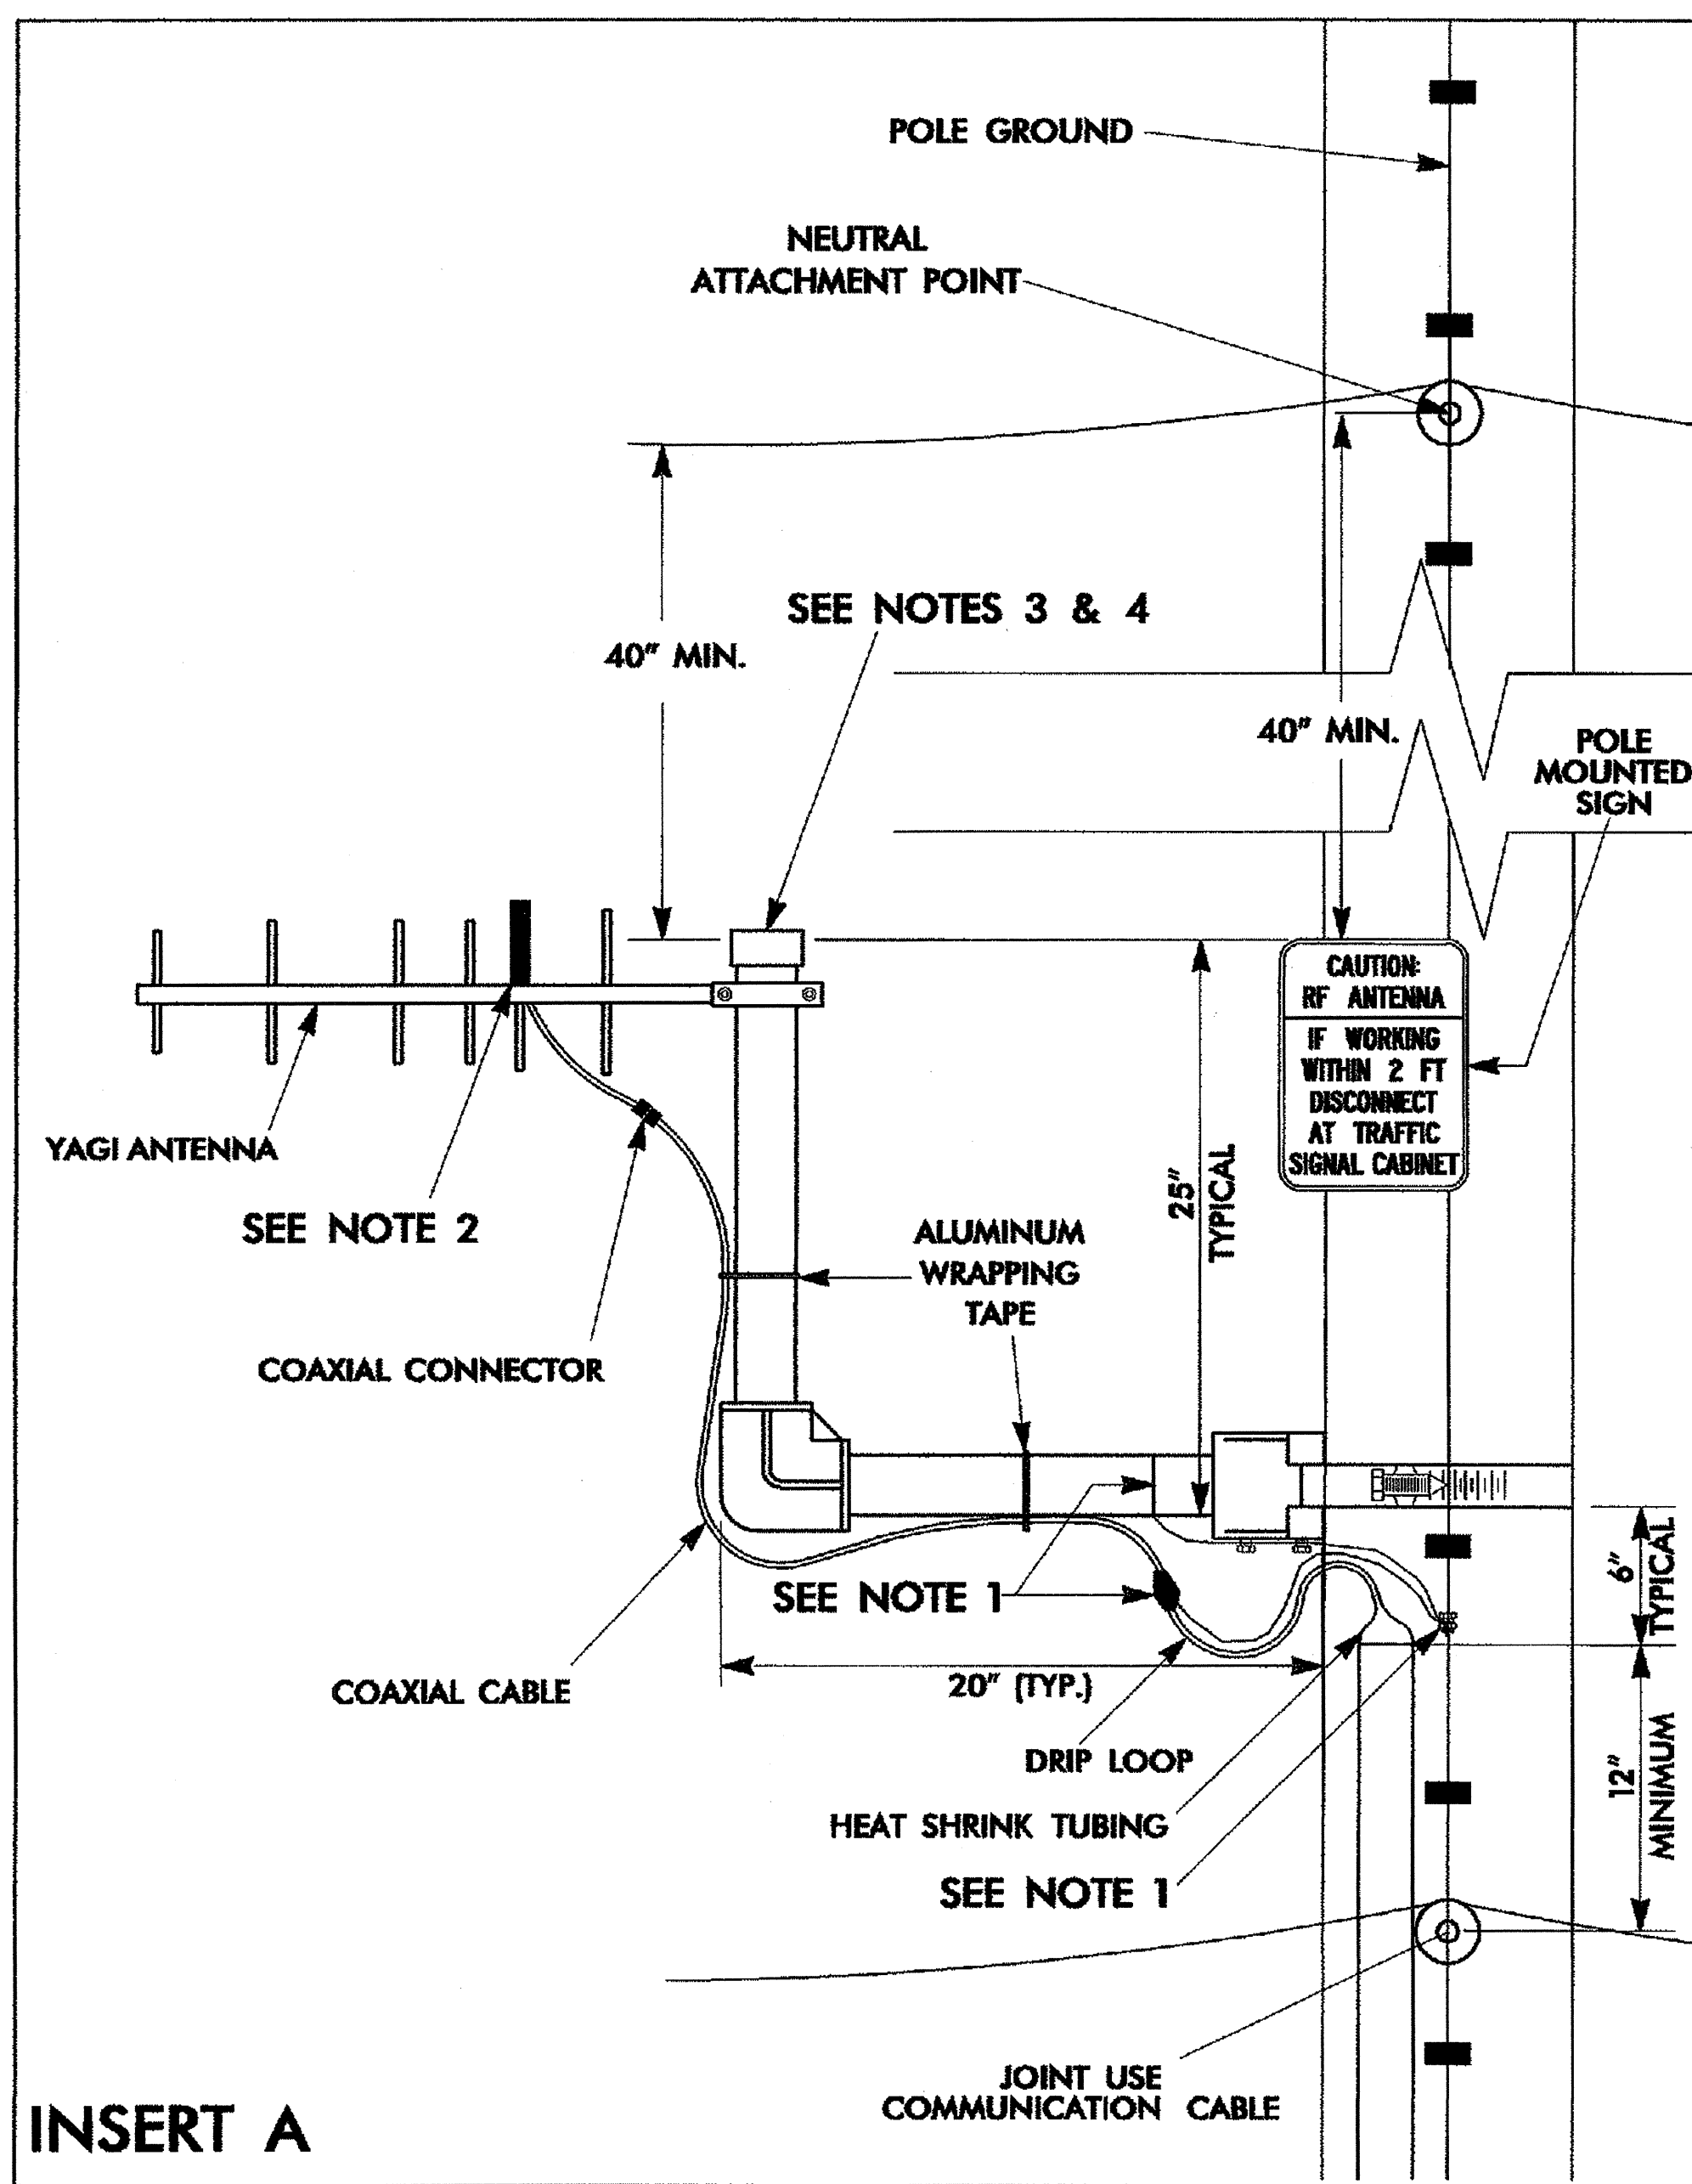 POLE GROUND
NEUTRAL
ATTACHMENT POINT
SEE NOTES 3 & 4
40" MIN.
40" MIN.
POLE
MOUNTED
SIGN
CAUTION:
RF ANTENNA
IF WORKING
WITHIN 2 FT
DISCONNECT
AT TRAFFIC
SIGNAL CABINET
YAGI ANTENNA
SEE NOTE 2
25"
TYPICAL
ALUMINUM
WRAPPING
TAPE
COAXIAL CONNECTOR
6"
TYPICAL
SEE NOTE 1
COAXIAL CABLE
20" (TYP.)
DRIP LOOP
12"
MINIMUM
HEAT SHRINK TUBING
SEE NOTE 1
JOINT USE
COMMUNICATION CABLE
INSERT A